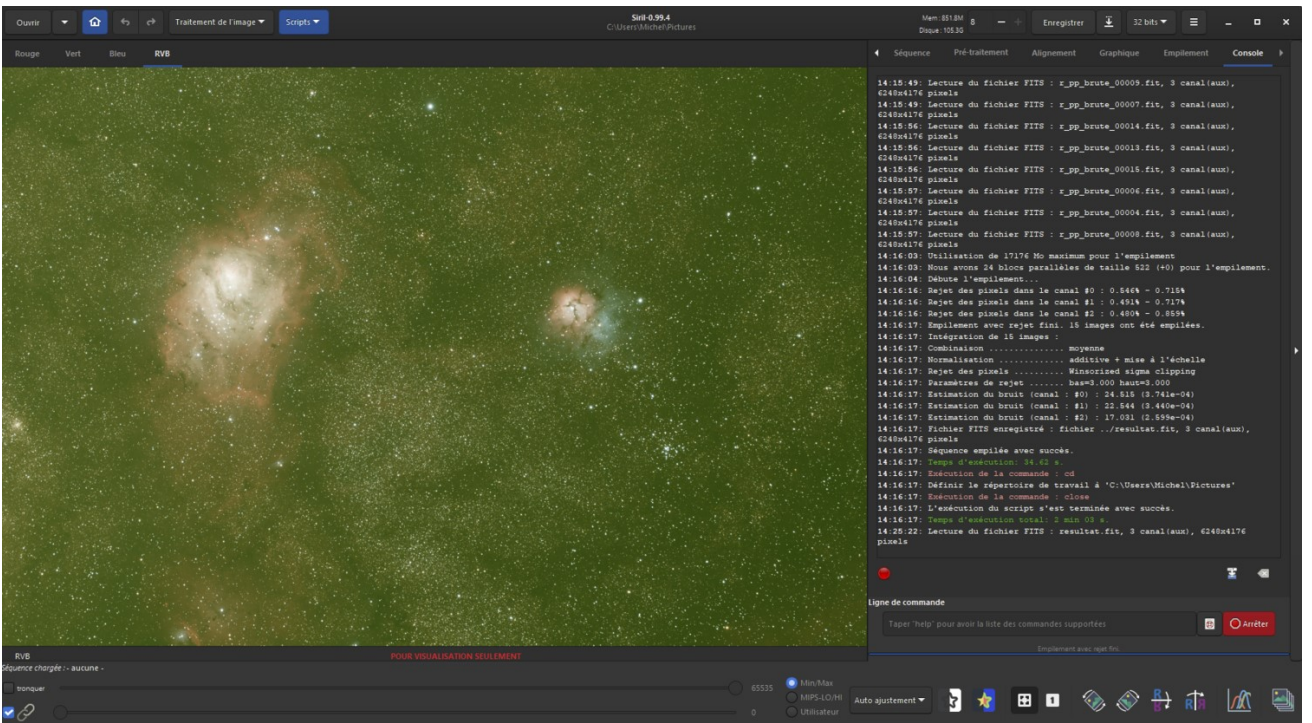 Ouvrir
Traitement de l'image
Scripts
Siril-0.99.4
C:\Users\Michel\Pictures
Mem : 851.8M
Disque : 105.3G
8
Enregistrer
32 bits
Rouge Vert Bleu RVB
Séquence Pré-traitement Alignement Graphique Empilement Console
14:15:49: Lecture du fichier FITS : r_pp_brute_00009.fit, 3 canal(aux),
6248x4176 pixels
14:15:49: Lecture du fichier FITS : r_pp_brute_00007.fit, 3 canal(aux),
6248x4176 pixels
14:15:56: Lecture du fichier FITS : r_pp_brute_00014.fit, 3 canal(aux),
6248x4176 pixels
14:15:56: Lecture du fichier FITS : r_pp_brute_00013.fit, 3 canal(aux),
6248x4176 pixels
14:15:56: Lecture du fichier FITS : r_pp_brute_00015.fit, 3 canal(aux),
6248x4176 pixels
14:15:57: Lecture du fichier FITS : r_pp_brute_00006.fit, 3 canal(aux),
6248x4176 pixels
14:15:57: Lecture du fichier FITS : r_pp_brute_00004.fit, 3 canal(aux),
6248x4176 pixels
14:15:57: Lecture du fichier FITS : r_pp_brute_00008.fit, 3 canal(aux),
6248x4176 pixels
14:16:03: Utilisation de 17176 Mo maximum pour l'empilement
14:16:03: Nous avons 24 blocs parallèles de taille 522 (+0) pour l'empilement.
14:16:04: Débute l'empilement...
14:16:16: Rejet des pixels dans le canal #0 : 0.546% - 0.715%
14:16:16: Rejet des pixels dans le canal #1 : 0.491% - 0.717%
14:16:16: Rejet des pixels dans le canal #2 : 0.480% - 0.859%
14:16:17: Empilement avec rejet fini. 15 images ont été empilées.
14:16:17: Intégration de 15 images :
14:16:17: Combinaison ............... moyenne
14:16:17: Normalisation ............. additive + mise à l'échelle
14:16:17: Rejet des pixels .......... Winsorized sigma clipping
14:16:17: Paramètres de rejet ....... bas=3.000 haut=3.000
14:16:17: Estimation du bruit (canal : #0) : 24.515 (3.741e-04)
14:16:17: Estimation du bruit (canal : #1) : 22.544 (3.440e-04)
14:16:17: Estimation du bruit (canal : #2) : 17.031 (2.599e-04)
14:16:17: Fichier FITS enregistré : fichier ../resultat.fit, 3 canal(aux),
6248x4176 pixels
14:16:17: Séquence empilée avec succès.
14:16:17: Temps d'exécution: 34.62 s.
14:16:17: Exécution de la commande : cd
14:16:17: Définir le répertoire de travail à 'C:\Users\Michel\Pictures'
14:16:17: Exécution de la commande : close
14:16:17: L'exécution du script s'est terminée avec succès.
14:16:17: Temps d'exécution total: 2 min 03 s.
14:25:22: Lecture du fichier FITS : resultat.fit, 3 canal(aux), 6248x4176
pixels
Ligne de commande
Taper "help" pour avoir la liste des commandes supportées
Arrêter
Empilement avec rejet fini.
RVB
POUR VISUALISATION SEULEMENT
Séquence chargée : - aucune -
tronquer
65535
0
Min/Max
MIPS-LO/HI
Utilisateur
Auto ajustement
1